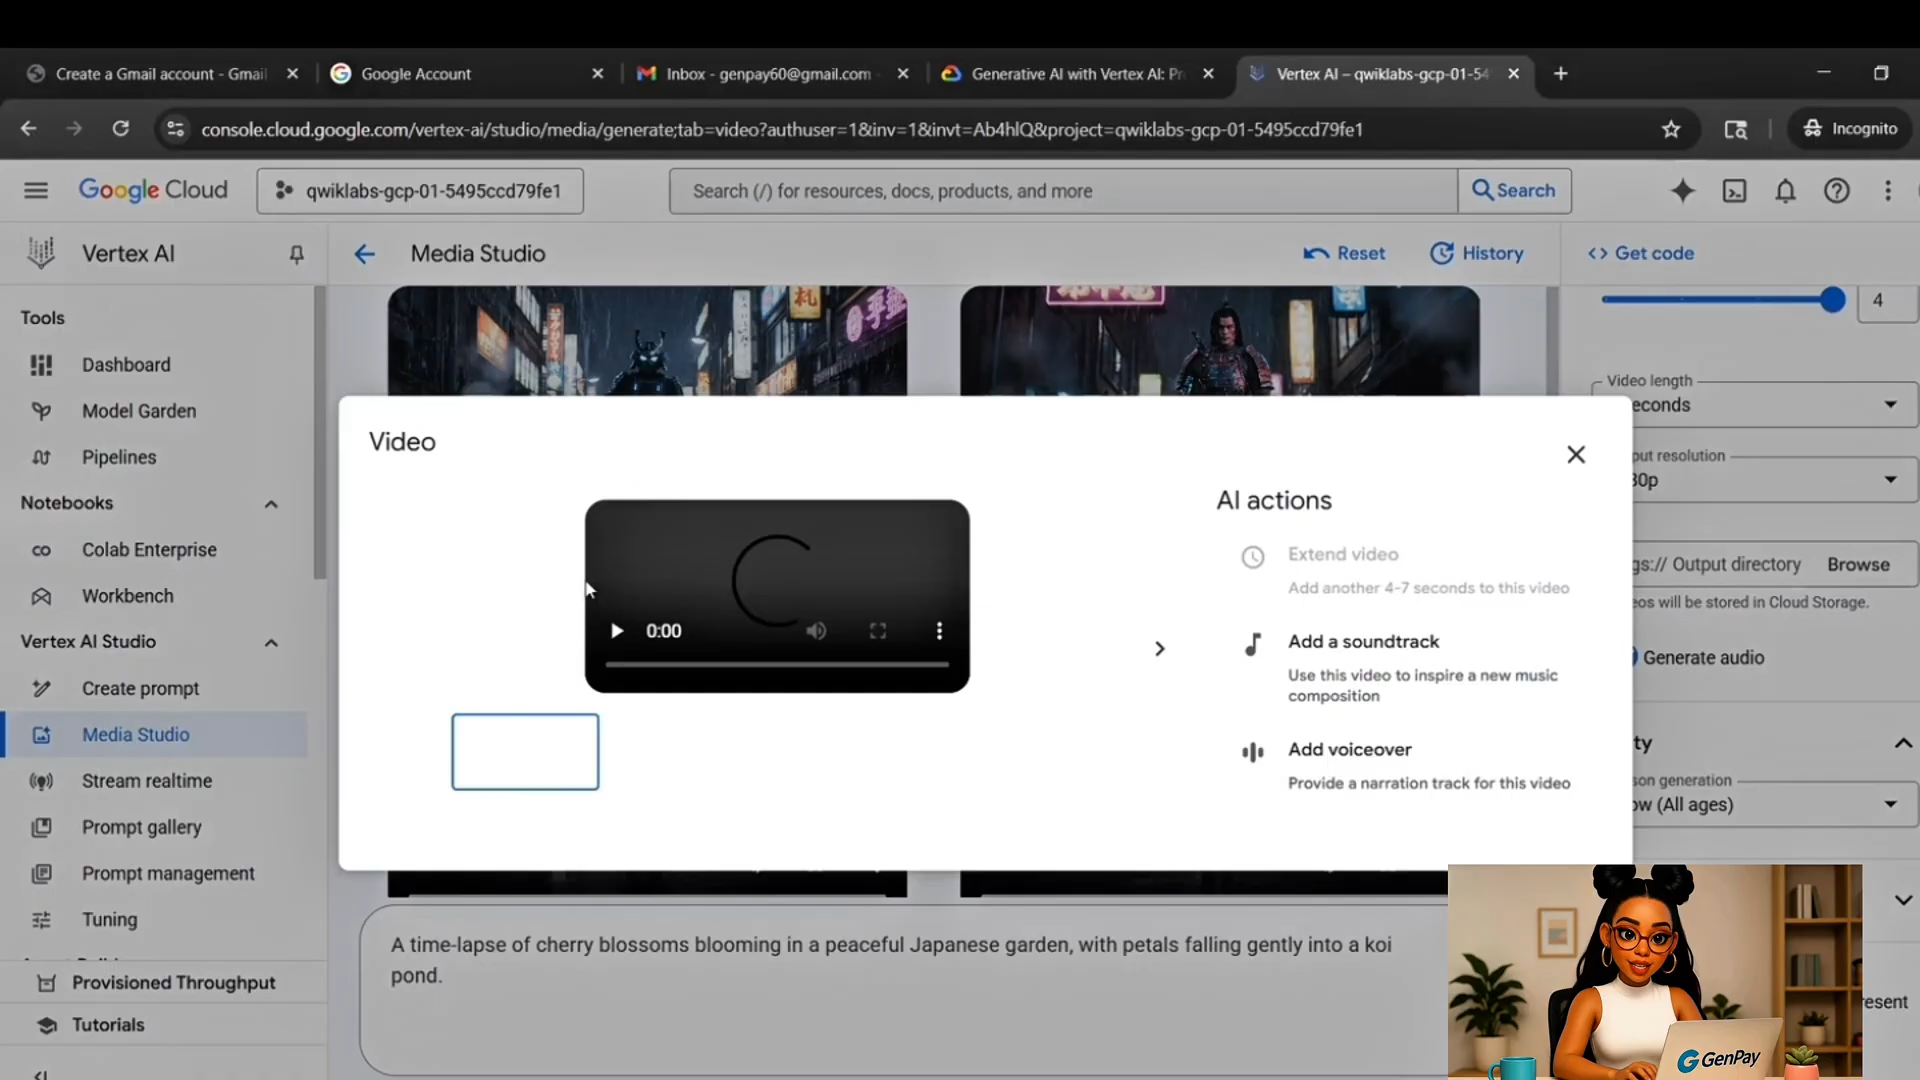 Create a Gmail account - Gmail
Google Account
Inbox - genpay60@gmail.com
Generative AI with Vertex AI: Pr
Vertex AI – qwiklabs-gcp-01-54
console.cloud.google.com/vertex-ai/studio/media/generate;tab=video?authuser=1&inv=1&invt=Ab4hlQ&project=qwiklabs-gcp-01-5495ccd79fe1
Incognito
Google Cloud
qwiklabs-gcp-01-5495ccd79fe1
Search (/) for resources, docs, products, and more
Search
Vertex AI
Media Studio
Reset
History
<> Get code
Tools
Dashboard
Model Garden
Pipelines
Notebooks
Colab Enterprise
Workbench
Vertex AI Studio
Create prompt
Media Studio
Stream realtime
Prompt gallery
Prompt management
Tuning
Provisioned Throughput
Tutorials
Video
0:00
AI actions
Extend video
Add another 4-7 seconds to this video
Add a soundtrack
Use this video to inspire a new music
composition
Add voiceover
Provide a narration track for this video
4
Video length
econds
put resolution
30p
gs:// Output directory
Browse
eos will be stored in Cloud Storage.
Generate audio
ty
son generation
ow (All ages)
esent
A time-lapse of cherry blossoms blooming in a peaceful Japanese garden, with petals falling gently into a koi
pond.
GenPay